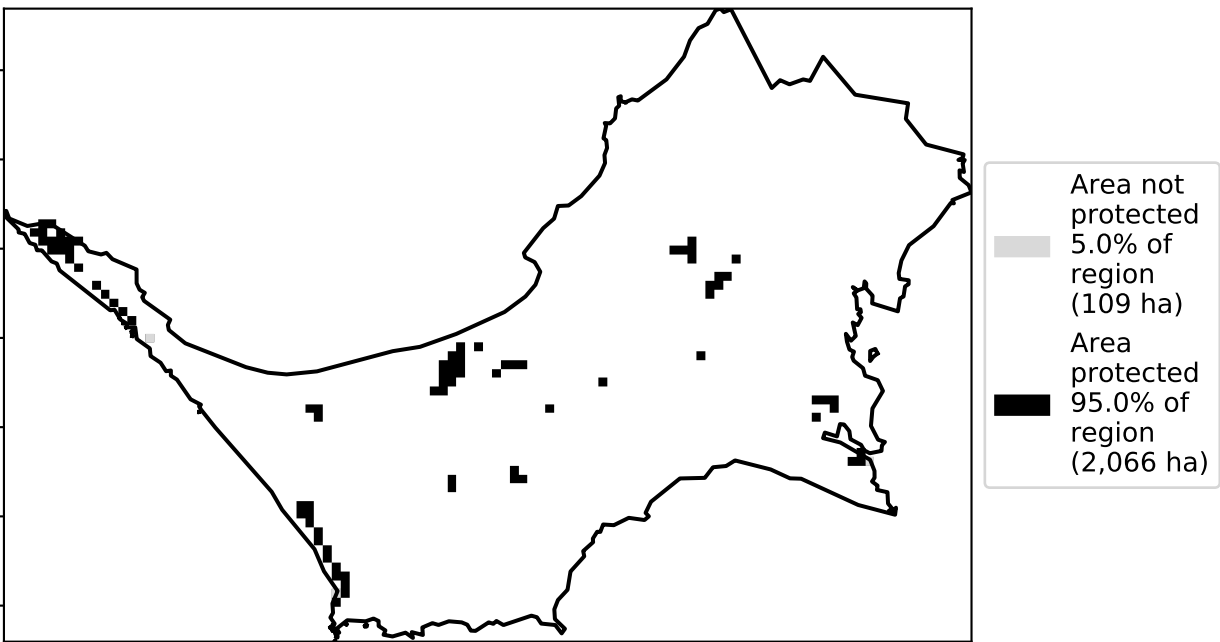 Area not
protected
5.0% of
region
(109 ha)
Area
protected
95.0% of
region
(2,066 ha)